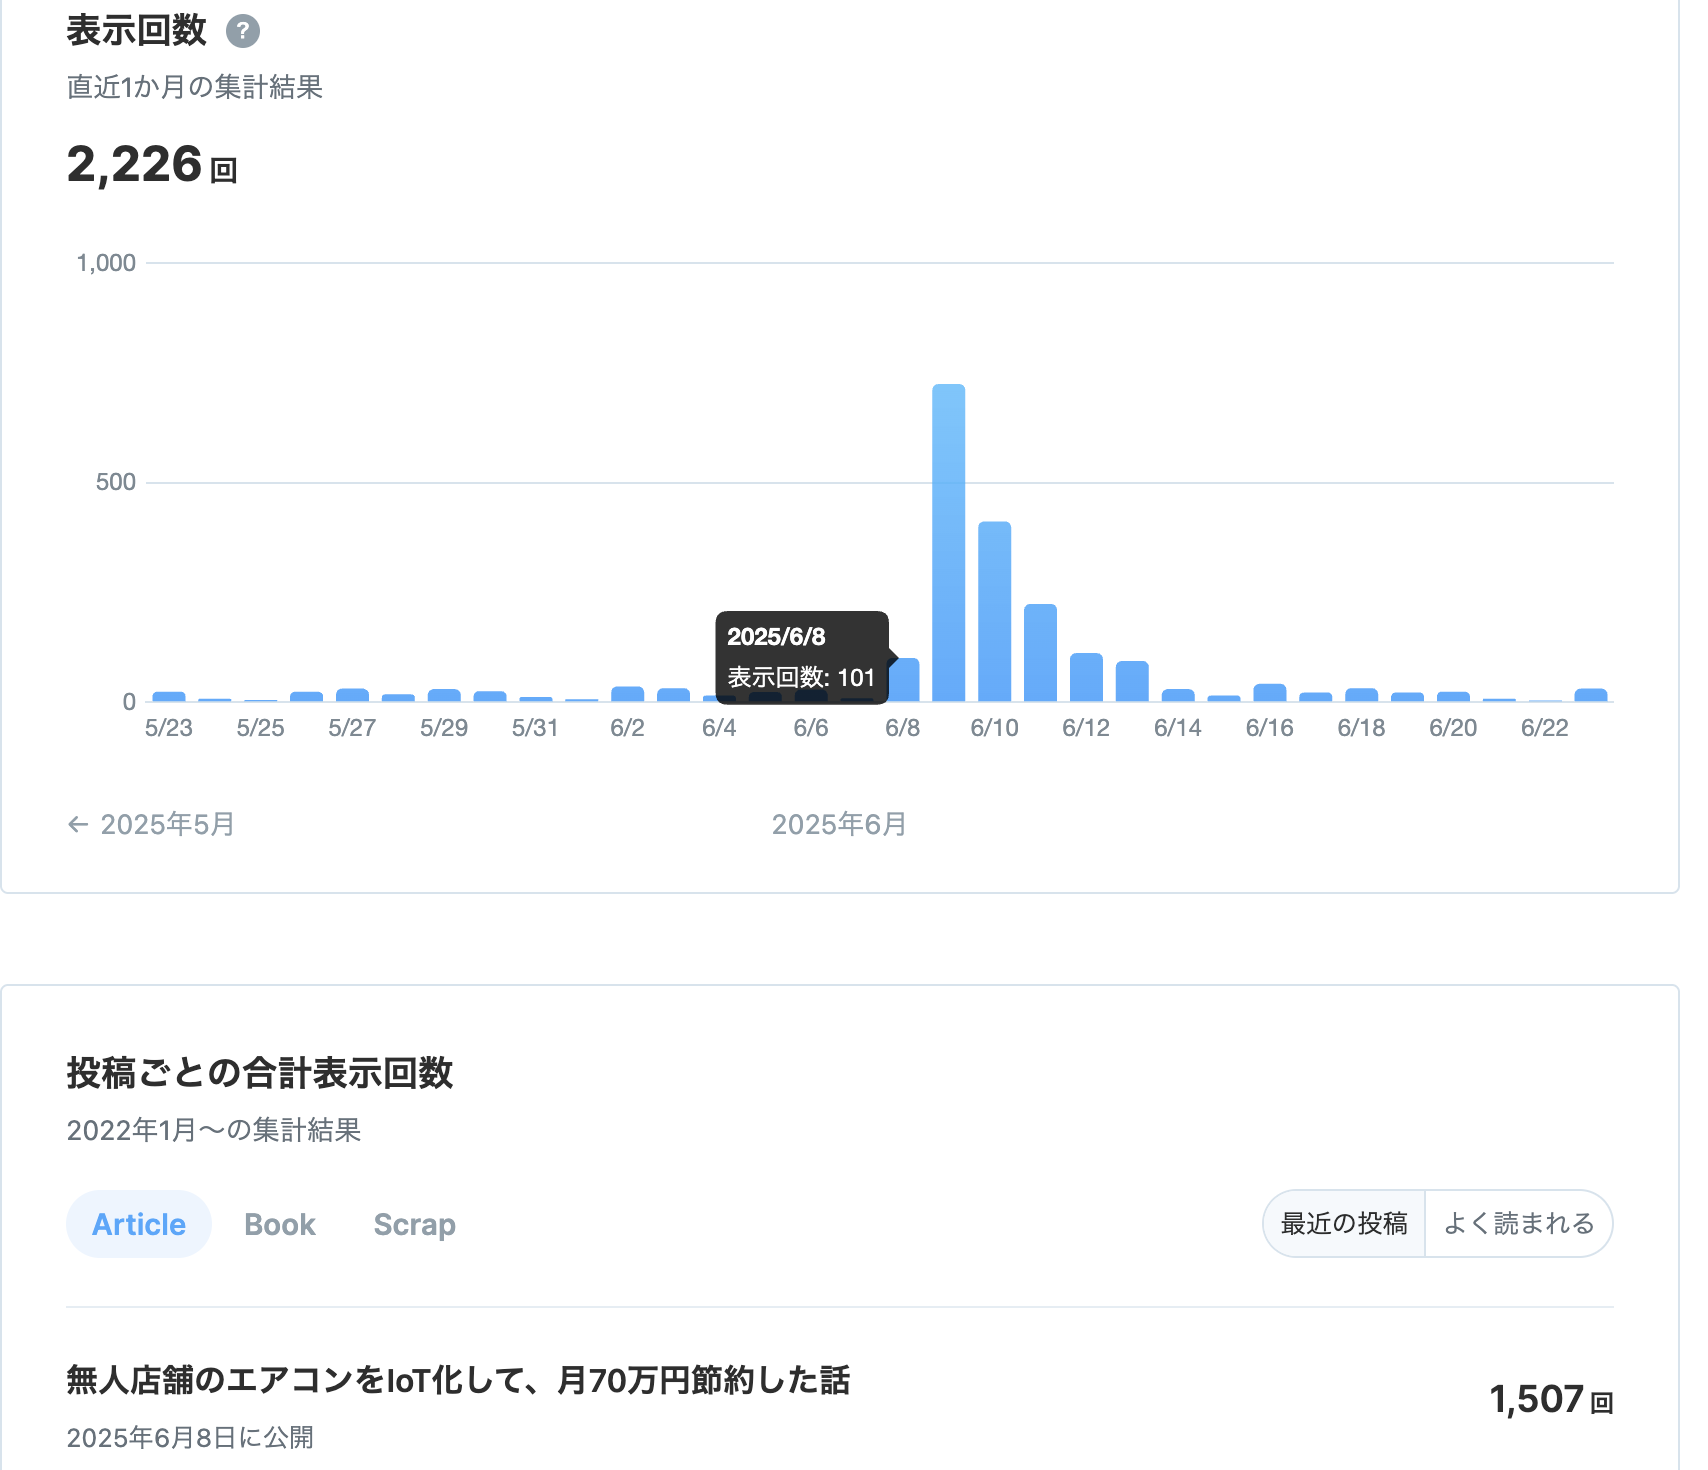 表示回数 ?
直近1か月の集計結果
2,226 回
1,000
500
0
2025/6/8
表示回数: 101
5/23 5/25 5/27 5/29 5/31 6/2 6/4 6/6 6/8 6/10 6/12 6/14 6/16 6/18 6/20 6/22
← 2025年5月 2025年6月
投稿ごとの合計表示回数
2022年1月〜の集計結果
Article Book Scrap 最近の投稿 よく読まれる
無人店舗のエアコンをIoT化して、月70万円節約した話
1,507 回
2025年6月8日に公開